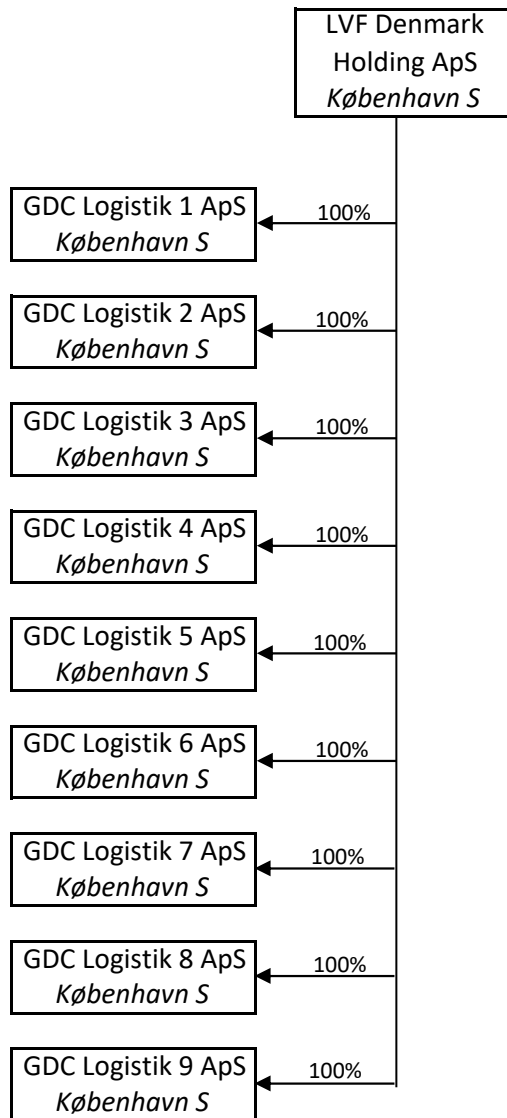 LVF Denmark
Holding ApS
København S
GDC Logistik 1 ApS
København S
100%
GDC Logistik 2 ApS
København S
100%
GDC Logistik 3 ApS
København S
100%
GDC Logistik 4 ApS
København S
100%
GDC Logistik 5 ApS
København S
100%
GDC Logistik 6 ApS
København S
100%
GDC Logistik 7 ApS
København S
100%
GDC Logistik 8 ApS
København S
100%
GDC Logistik 9 ApS
København S
100%